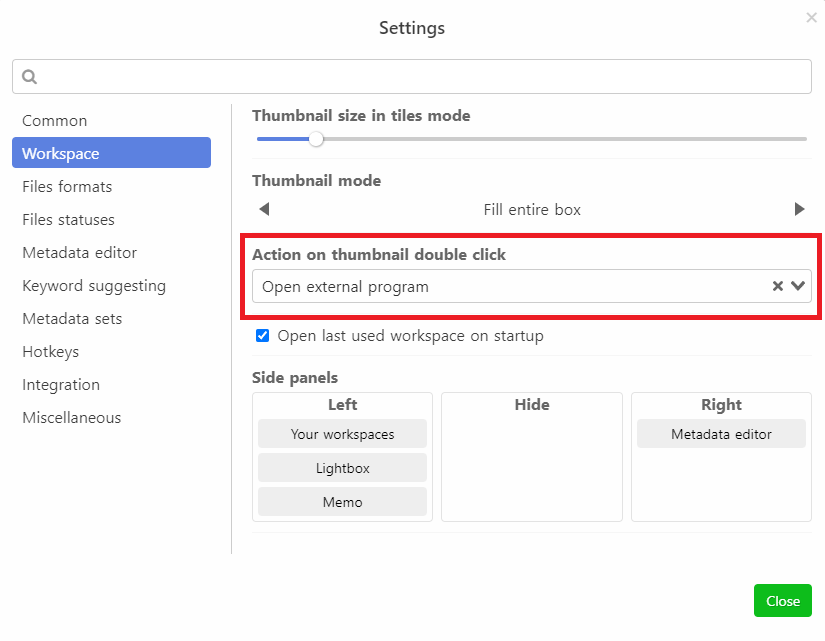 Settings
Common
Workspace
Files formats
Files statuses
Metadata editor
Keyword suggesting
Metadata sets
Hotkeys
Integration
Miscellaneous
Thumbnail size in tiles mode
Thumbnail mode
Fill entire box
Action on thumbnail double click
Open external program
Open last used workspace on startup
Side panels
Left
Your workspaces
Lightbox
Memo
Hide
Right
Metadata editor
Close